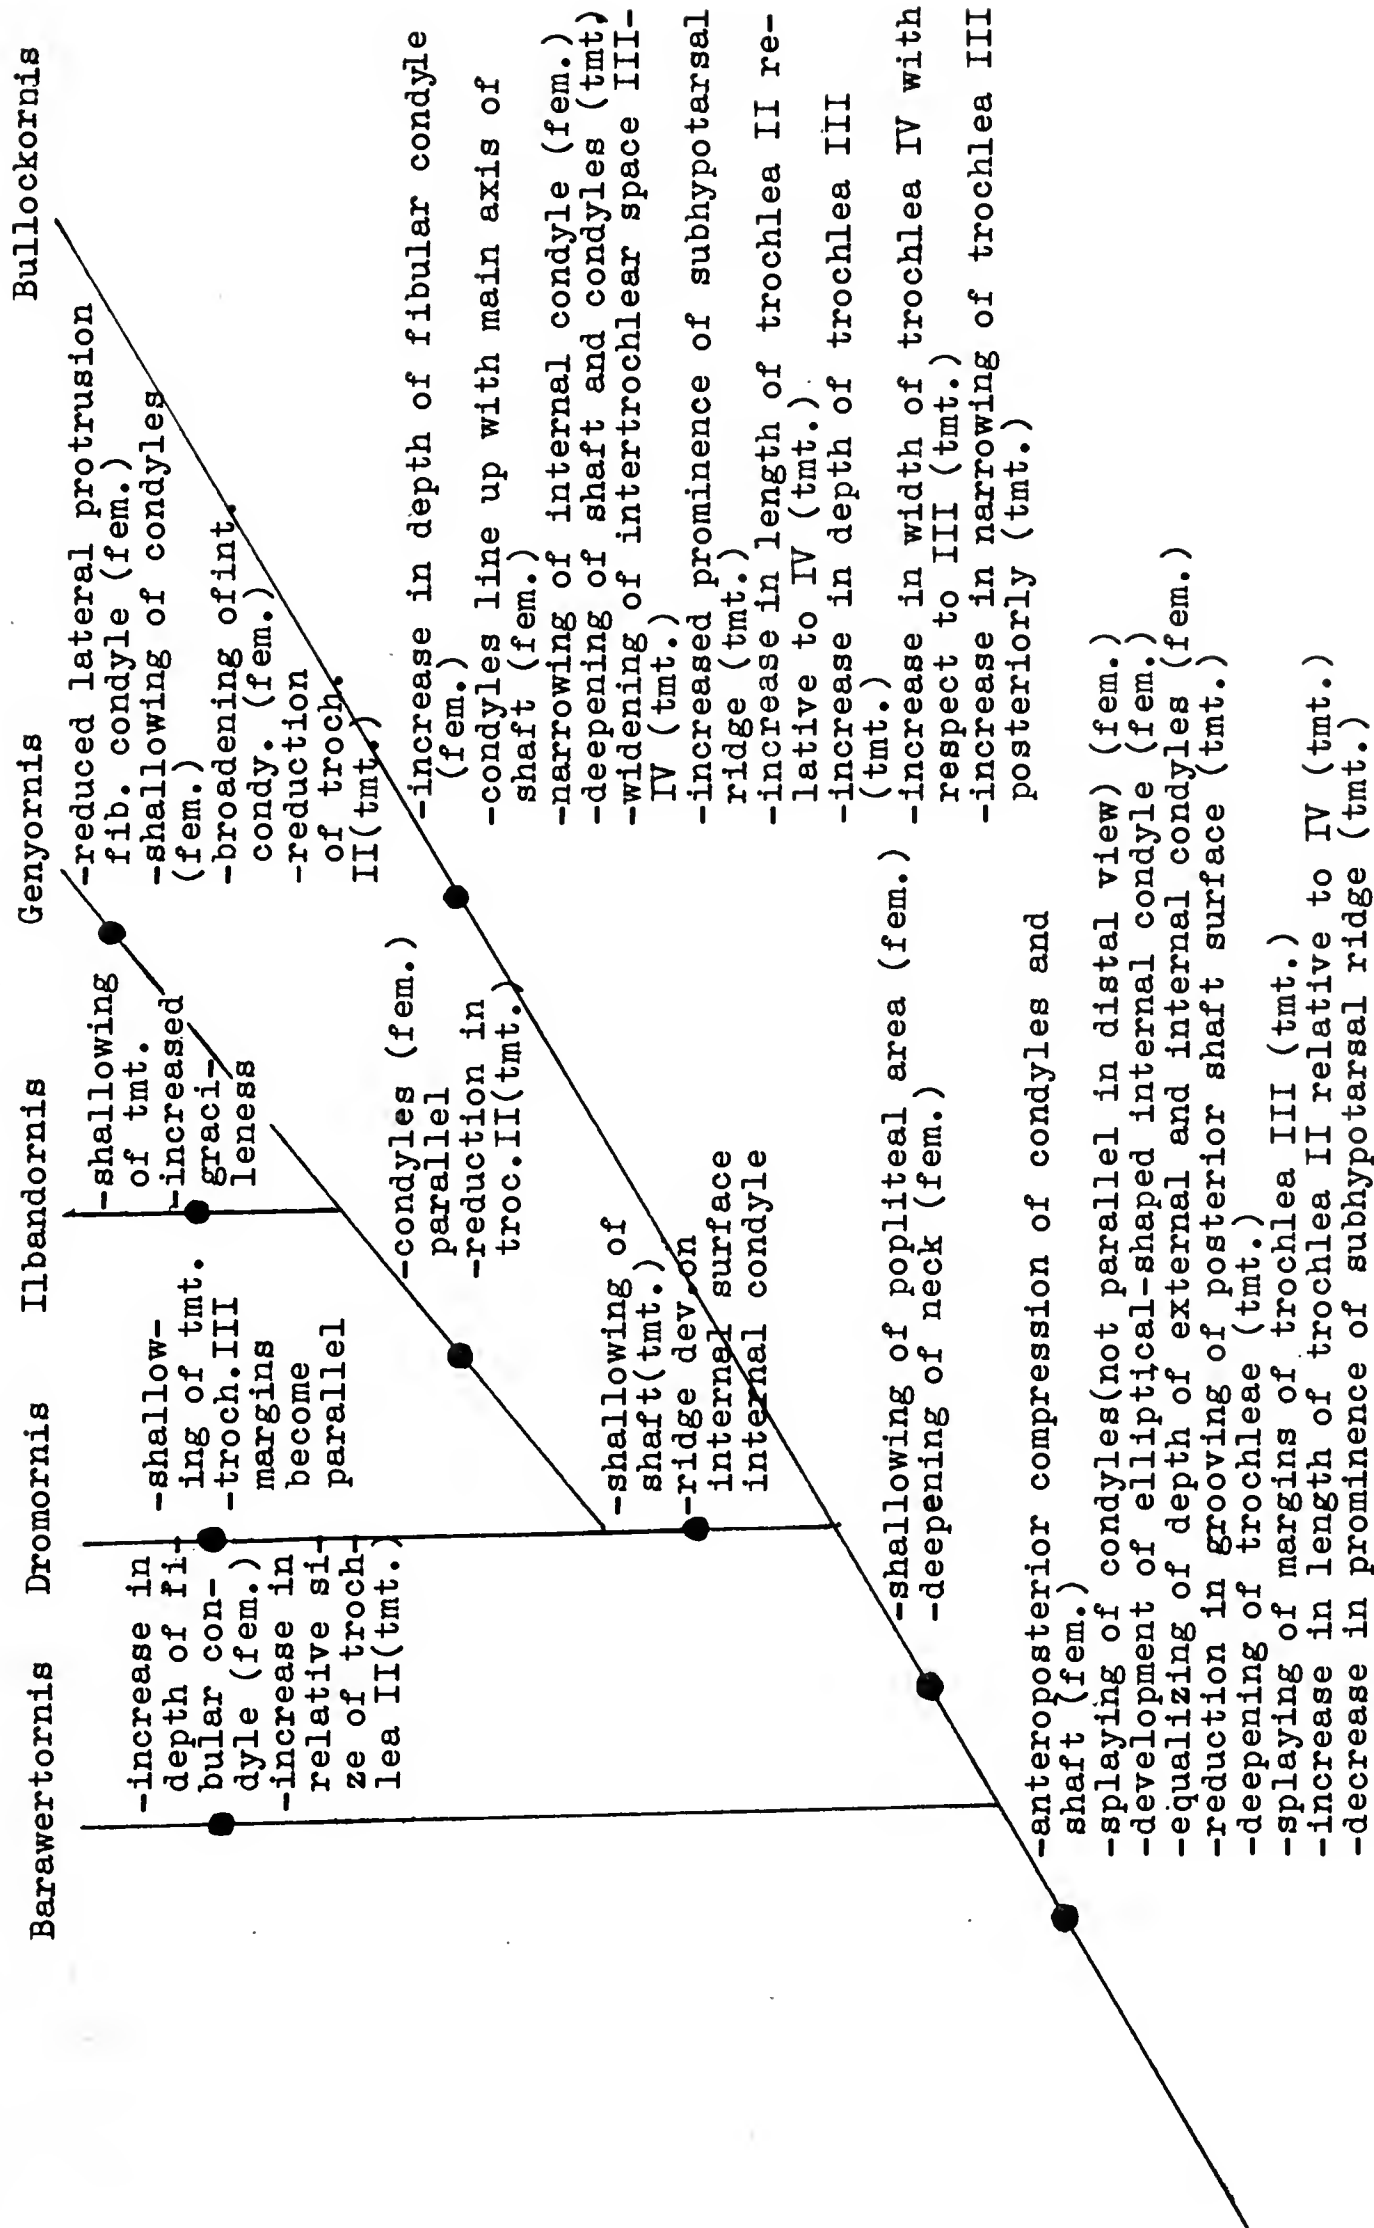 Barawertornis Dromornis Ilbandornis Genyornis Bullockornis
-increase in
depth of fi-
bular con-
dyle (fem.)
-increase in
relative si-
ze of troch-
lea II(tmt.)
-shallow-
ing of tmt.
-troch.III
margins
become
parallel
-shallowing
of tmt.
-increased
graci-
leness
-reduced lateral protrusion
fib. condyle (fem.)
-shallowing of condyles
(fem.)
-broadening ofint.
condy. (fem.)
-reduction
of troch.
II(tmt.)
-condyles (fem.)
parallel
-reduction in
troc.II(tmt.)
-shallowing of
shaft(tmt.)
-ridge dev. on
internal surface
internal condyle
-increase in depth of fibular condyle
(fem.)
-condyles line up with main axis of
shaft (fem.)
-narrowing of internal condyle (fem.)
-deepening of shaft and condyles (tmt)
-widening of intertrochlear space III-
IV (tmt.)
-increased prominence of subhypotarsal
ridge (tmt.)
-increase in length of trochlea II re-
lative to IV (tmt.)
-increase in depth of trochlea III
(tmt.)
-increase in width of trochlea IV with
respect to III (tmt.)
-increase in narrowing of trochlea III
posteriorly (tmt.)
-shallowing of popliteal area (fem.)
-deepening of neck (fem.)
-anteroposterior compression of condyles and
shaft (fem.)
-splaying of condyles(not parallel in distal view) (fem.)
-development of elliptical-shaped internal condyle (fem.)
-equalizing of depth of external and internal condyles (fem.)
-reduction in grooving of posterior shaft surface (tmt.)
-deepening of trochleae (tmt.)
-splaying of margins of trochlea III (tmt.)
-increase in length of trochlea II relative to IV (tmt.)
-decrease in prominence of subhypotarsal ridge (tmt.)